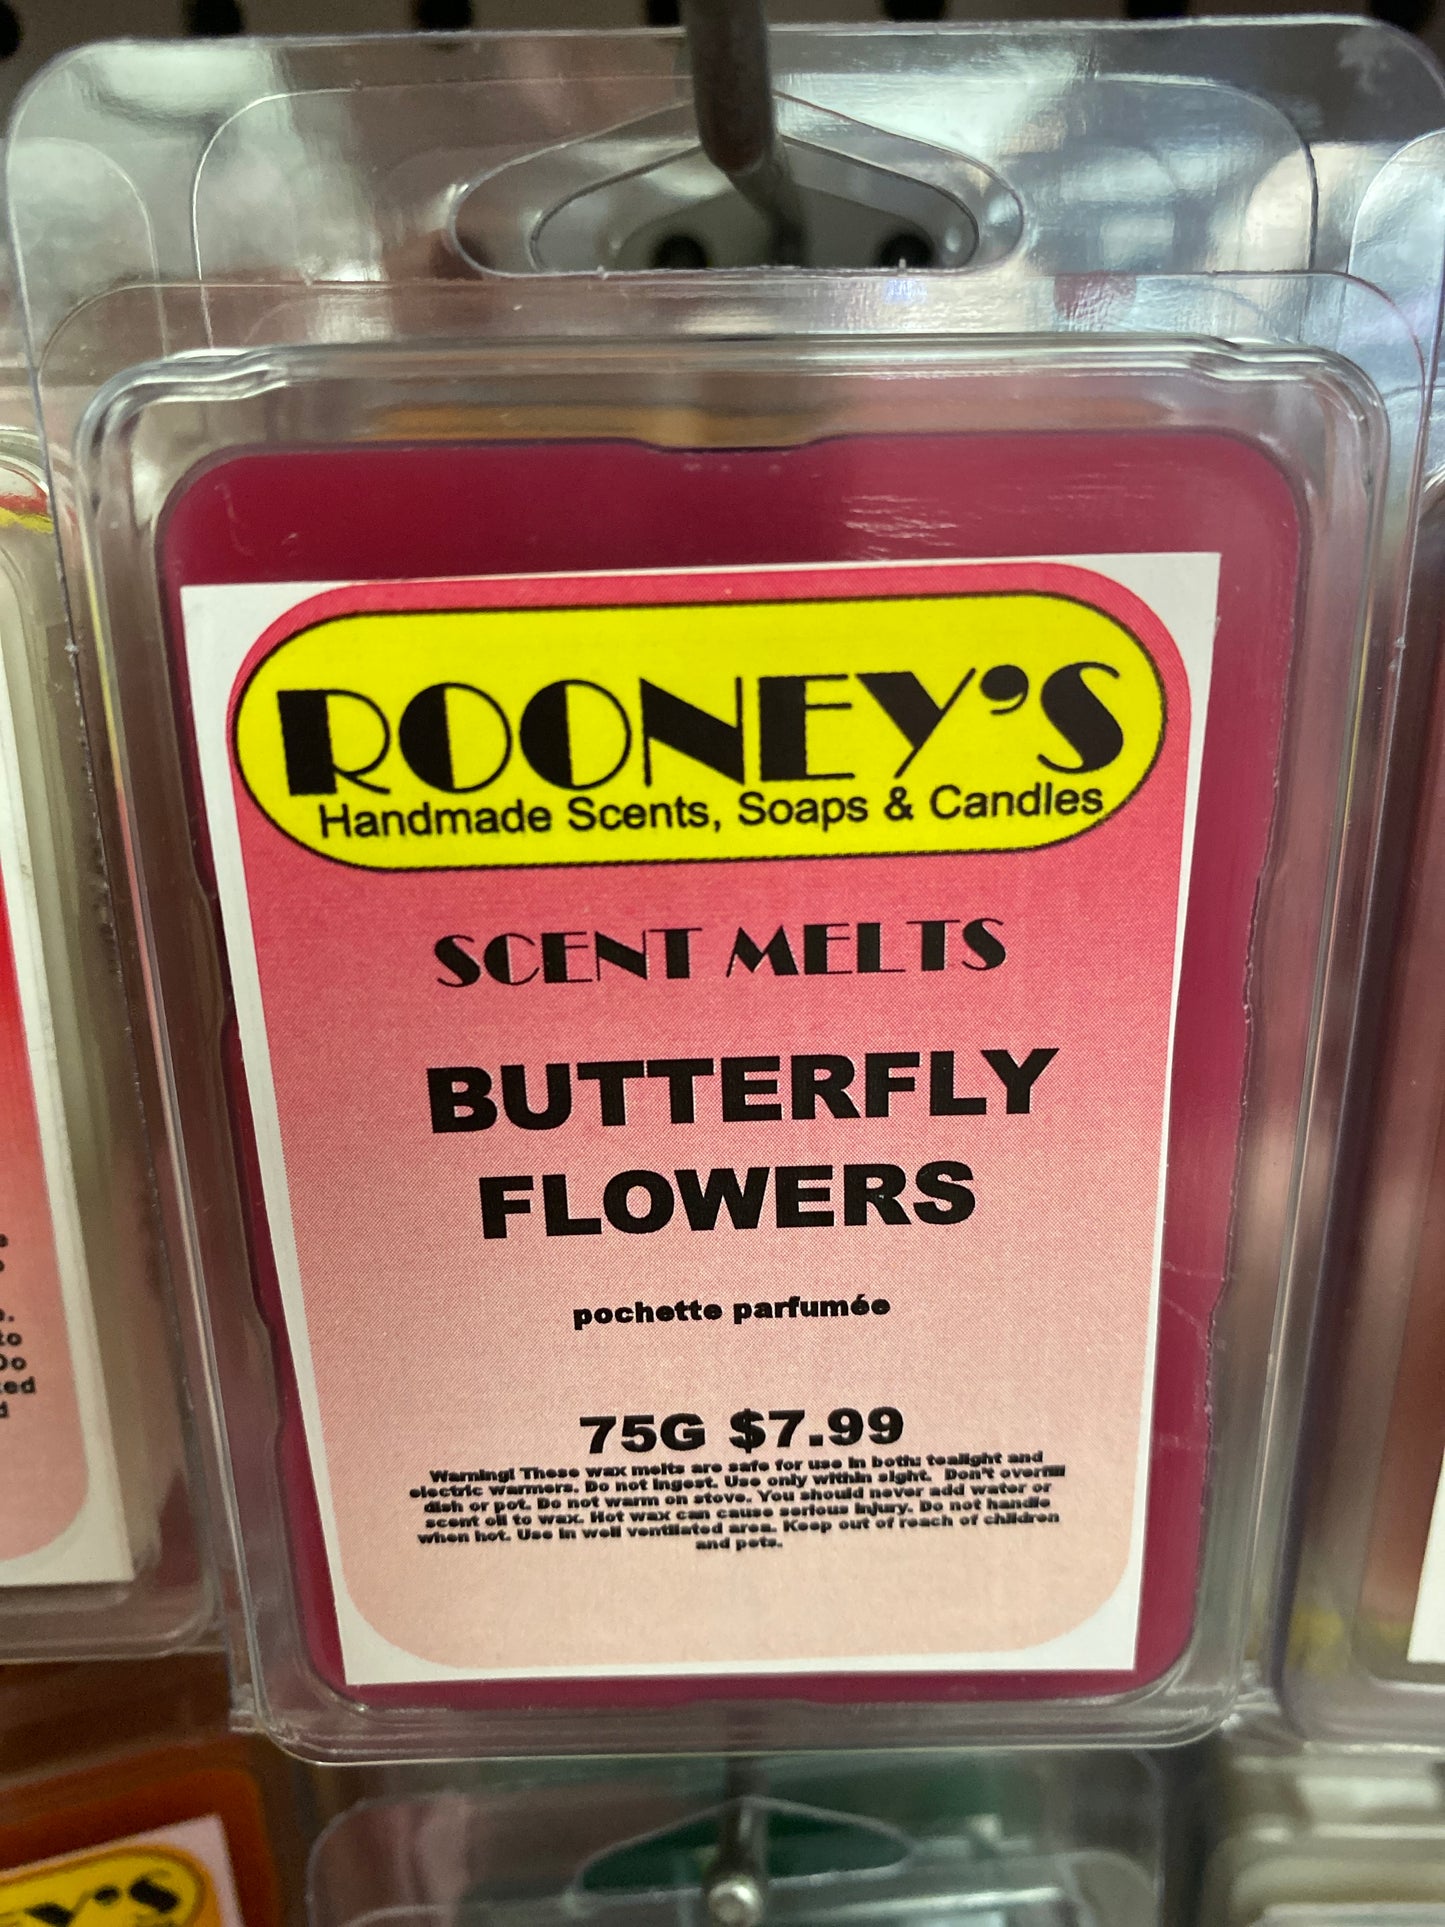 ROONEY'S
Handmade Scents, Soaps & Candles
SCENT MELTS
BUTTERFLY
FLOWERS
pochette parfumée
75G $7.99
Warning! These wax melts are safe for use in both: tealight and
electric warmers. Do not ingest. Use only within sight. Don't overfill
dish or pot. Do not warm on stove. You should never add water or
scent oil to wax. Hot wax can cause serious injury. Do not handle
when hot. Use in well ventilated area. Keep out of reach of children
and pets.
to
Do
Y'S